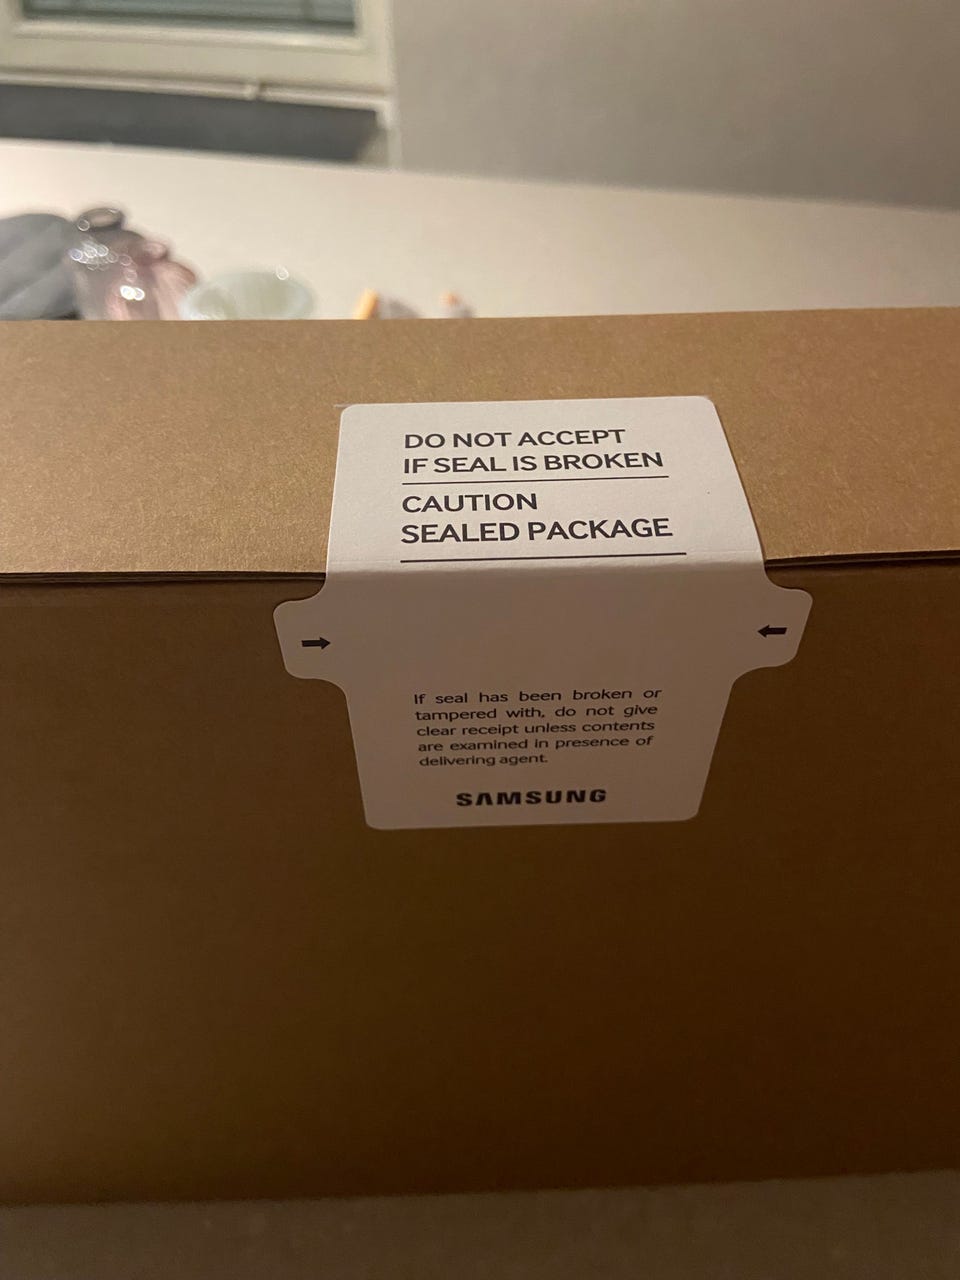 DO NOT ACCEPT
IF SEAL IS BROKEN
CAUTION
SEALED PACKAGE
If seal has been broken or
tampered with, do not give
clear receipt unless contents
are examined in presence of
delivering agent.
SAMSUNG